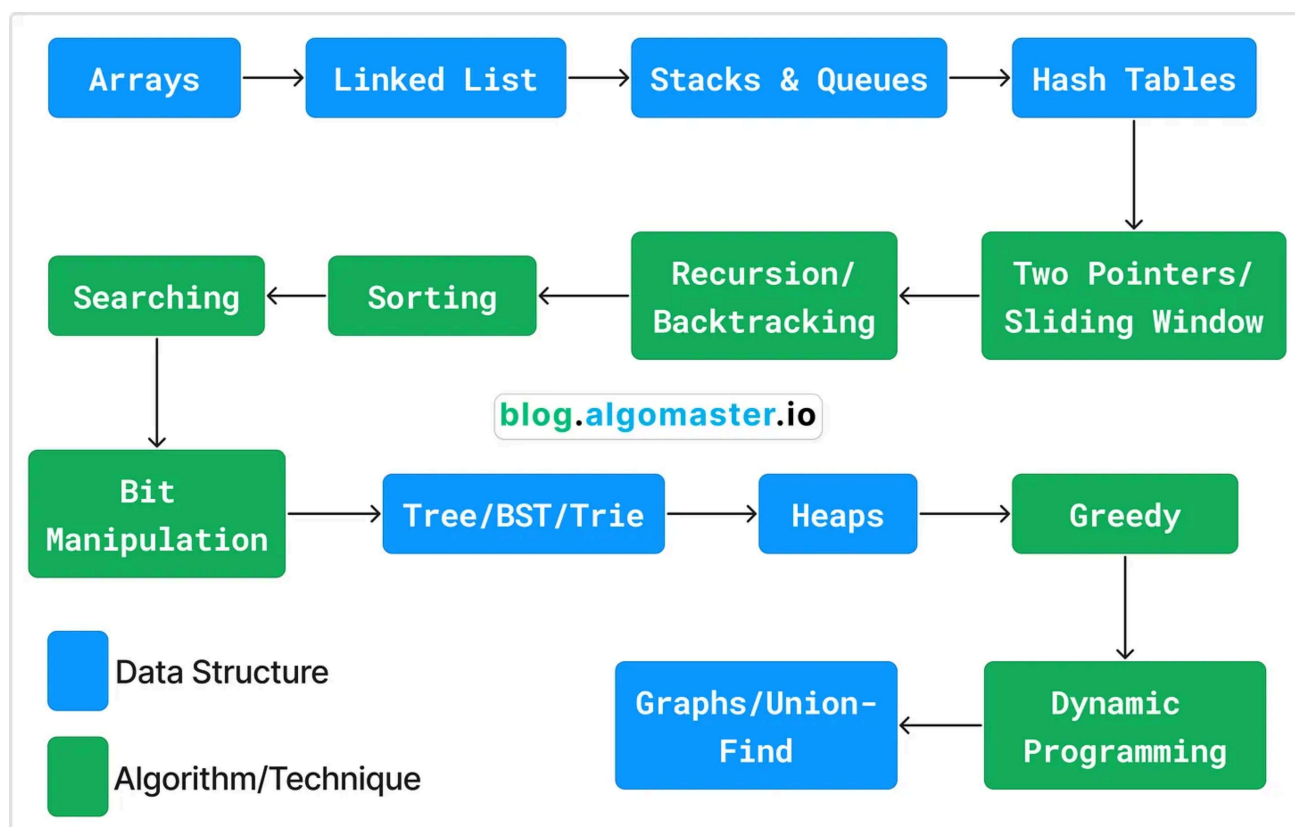 Arrays
Linked List
Stacks & Queues
Hash Tables
Searching
Sorting
Recursion/
Backtracking
Two Pointers/
Sliding Window
blog.algomaster.io
Bit
Manipulation
Tree/BST/Trie
Heaps
Greedy
Data Structure
Graphs/Union-
Find
Dynamic
Programming
Algorithm/Technique